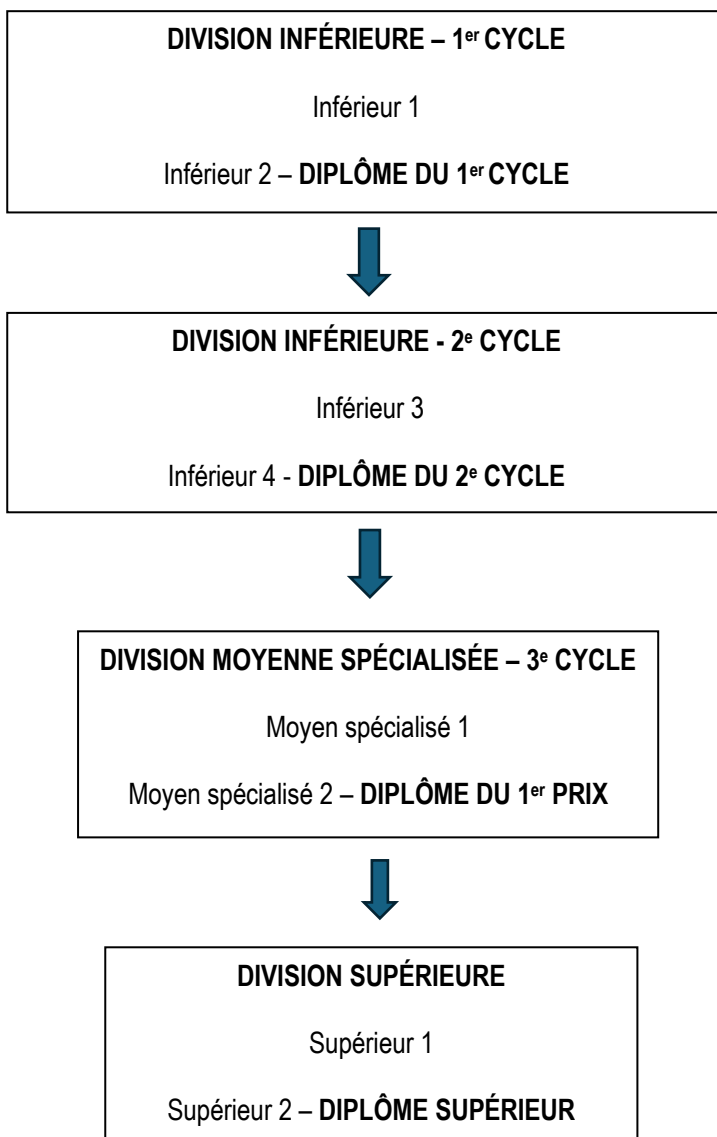 DIVISION INFÉRIEURE – 1er CYCLE
Inférieur 1
Inférieur 2 – DIPLÔME DU 1er CYCLE
DIVISION INFÉRIEURE - 2e CYCLE
Inférieur 3
Inférieur 4 - DIPLÔME DU 2e CYCLE
DIVISION MOYENNE SPÉCIALISÉE – 3e CYCLE
Moyen spécialisé 1
Moyen spécialisé 2 – DIPLÔME DU 1er PRIX
DIVISION SUPÉRIEURE
Supérieur 1
Supérieur 2 – DIPLÔME SUPÉRIEUR